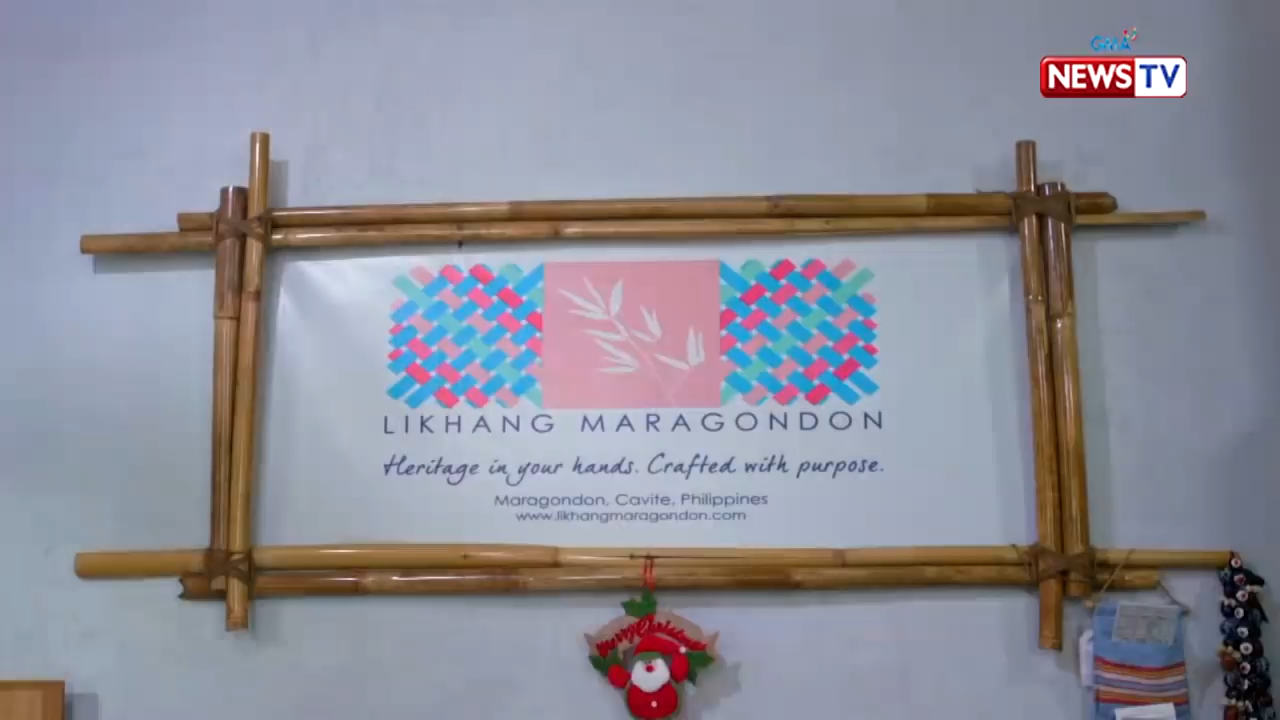 GMA
NEWS TV
LIKHANG MARAGONDON
Heritage in your hands. Crafted with purpose.
Maragondon, Cavite, Philippines
www.likhangmaragondon.com
Merry Christmas